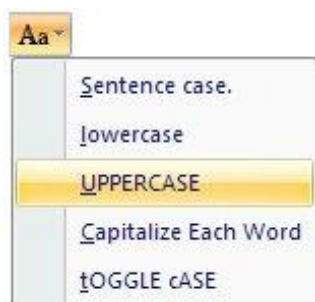 Aa
Sentence case.
lowercase
UPPERCASE
Capitalize Each Word
tOGGLE cASE